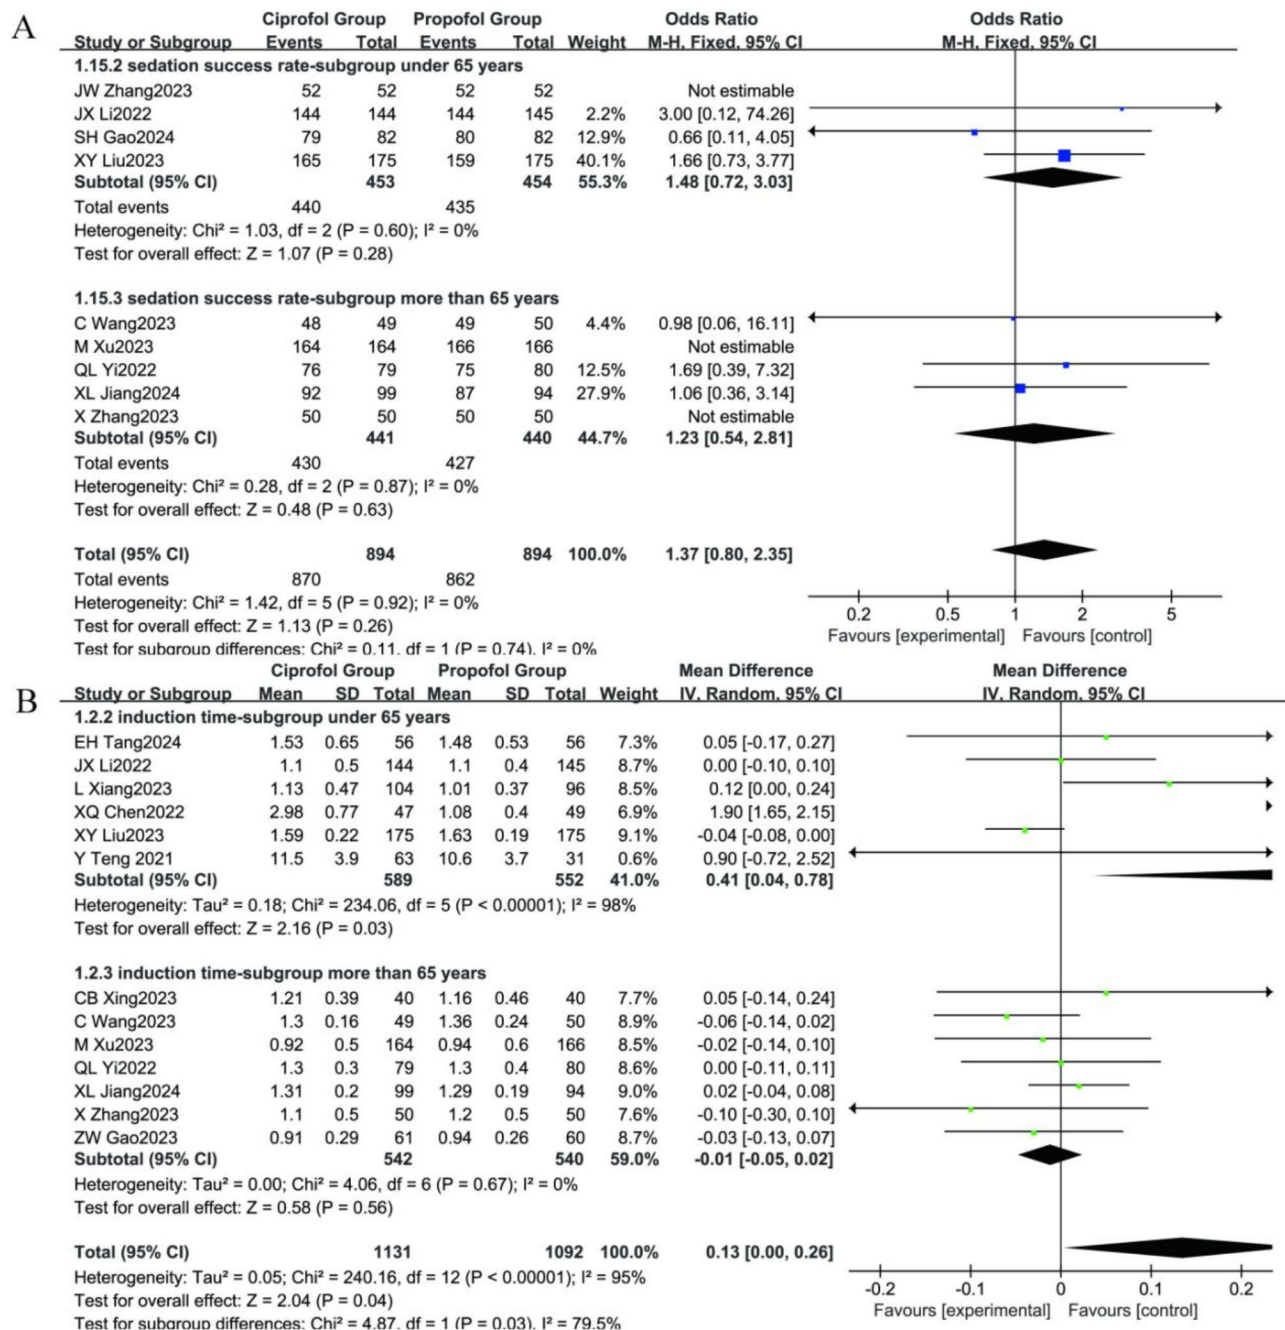 A
Ciprofol Group Propofol Group Odds Ratio Odds Ratio
Study or Subgroup Events Total Events Total Weight M-H, Fixed, 95% CI M-H, Fixed, 95% CI
1.15.2 sedation success rate-subgroup under 65 years
JW Zhang2023 52 52 52 52 Not estimable
JX Li2022 144 144 144 145 2.2% 3.00 [0.12, 74.26]
SH Gao2024 79 82 80 82 12.9% 0.66 [0.11, 4.05]
XY Liu2023 165 175 159 175 40.1% 1.66 [0.73, 3.77]
Subtotal (95% CI) 453 454 55.3% 1.48 [0.72, 3.03]
Total events 440 435
Heterogeneity: Chi² = 1.03, df = 2 (P = 0.60); I² = 0%
Test for overall effect: Z = 1.07 (P = 0.28)
1.15.3 sedation success rate-subgroup more than 65 years
C Wang2023 48 49 49 50 4.4% 0.98 [0.06, 16.11]
M Xu2023 164 164 166 166 Not estimable
QL Yi2022 76 79 75 80 12.5% 1.69 [0.39, 7.32]
XL Jiang2024 92 99 87 94 27.9% 1.06 [0.36, 3.14]
X Zhang2023 50 50 50 50 Not estimable
Subtotal (95% CI) 441 440 44.7% 1.23 [0.54, 2.81]
Total events 430 427
Heterogeneity: Chi² = 0.28, df = 2 (P = 0.87); I² = 0%
Test for overall effect: Z = 0.48 (P = 0.63)
Total (95% CI) 894 894 100.0% 1.37 [0.80, 2.35]
Total events 870 862
Heterogeneity: Chi² = 1.42, df = 5 (P = 0.92); I² = 0%
Test for overall effect: Z = 1.13 (P = 0.26)
Test for subgroup differences: Chi² = 0.11, df = 1 (P = 0.74), I² = 0%
0.2 0.5 1 2 5
Favours [experimental] Favours [control]
B
Ciprofol Group Propofol Group Mean Difference Mean Difference
Study or Subgroup Mean SD Total Mean SD Total Weight IV, Random, 95% CI IV, Random, 95% CI
1.2.2 induction time-subgroup under 65 years
EH Tang2024 1.53 0.65 56 1.48 0.53 56 7.3% 0.05 [-0.17, 0.27]
JX Li2022 1.1 0.5 144 1.1 0.4 145 8.7% 0.00 [-0.10, 0.10]
L Xiang2023 1.13 0.47 104 1.01 0.37 96 8.5% 0.12 [0.00, 0.24]
XQ Chen2022 2.98 0.77 47 1.08 0.4 49 6.9% 1.90 [1.65, 2.15]
XY Liu2023 1.59 0.22 175 1.63 0.19 175 9.1% -0.04 [-0.08, 0.00]
Y Teng 2021 11.5 3.9 63 10.6 3.7 31 0.6% 0.90 [-0.72, 2.52]
Subtotal (95% CI) 589 552 41.0% 0.41 [0.04, 0.78]
Heterogeneity: Tau² = 0.18; Chi² = 234.06, df = 5 (P < 0.00001); I² = 98%
Test for overall effect: Z = 2.16 (P = 0.03)
1.2.3 induction time-subgroup more than 65 years
CB Xing2023 1.21 0.39 40 1.16 0.46 40 7.7% 0.05 [-0.14, 0.24]
C Wang2023 1.3 0.16 49 1.36 0.24 50 8.9% -0.06 [-0.14, 0.02]
M Xu2023 0.92 0.5 164 0.94 0.6 166 8.5% -0.02 [-0.14, 0.10]
QL Yi2022 1.3 0.3 79 1.3 0.4 80 8.6% 0.00 [-0.11, 0.11]
XL Jiang2024 1.31 0.2 99 1.29 0.19 94 9.0% 0.02 [-0.04, 0.08]
X Zhang2023 1.1 0.5 50 1.2 0.5 50 7.6% -0.10 [-0.30, 0.10]
ZW Gao2023 0.91 0.29 61 0.94 0.26 60 8.7% -0.03 [-0.13, 0.07]
Subtotal (95% CI) 542 540 59.0% -0.01 [-0.05, 0.02]
Heterogeneity: Tau² = 0.00; Chi² = 4.06, df = 6 (P = 0.67); I² = 0%
Test for overall effect: Z = 0.58 (P = 0.56)
Total (95% CI) 1131 1092 100.0% 0.13 [0.00, 0.26]
Heterogeneity: Tau² = 0.05; Chi² = 240.16, df = 12 (P < 0.00001); I² = 95%
Test for overall effect: Z = 2.04 (P = 0.04)
Test for subgroup differences: Chi² = 4.87, df = 1 (P = 0.03), I² = 79.5%
-0.2 -0.1 0 0.1 0.2
Favours [experimental] Favours [control]